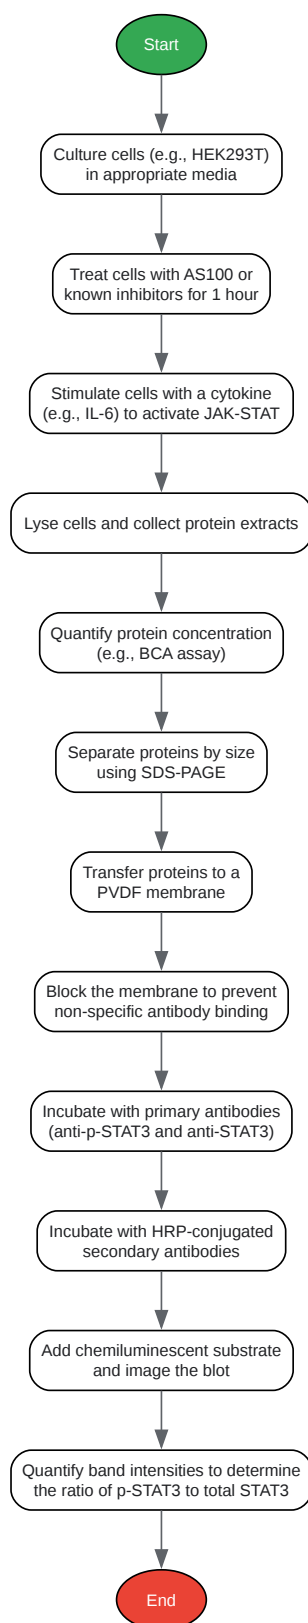 Start
Culture cells (e.g., HEK293T)
in appropriate media
Treat cells with AS100 or
known inhibitors for 1 hour
Stimulate cells with a cytokine
(e.g., IL-6) to activate JAK-STAT
Lyse cells and collect protein extracts
Quantify protein concentration
(e.g., BCA assay)
Separate proteins by size
using SDS-PAGE
Transfer proteins to a
PVDF membrane
Block the membrane to prevent
non-specific antibody binding
Incubate with primary antibodies
(anti-p-STAT3 and anti-STAT3)
Incubate with HRP-conjugated
secondary antibodies
Add chemiluminescent substrate
and image the blot
Quantify band intensities to determine
the ratio of p-STAT3 to total STAT3
End